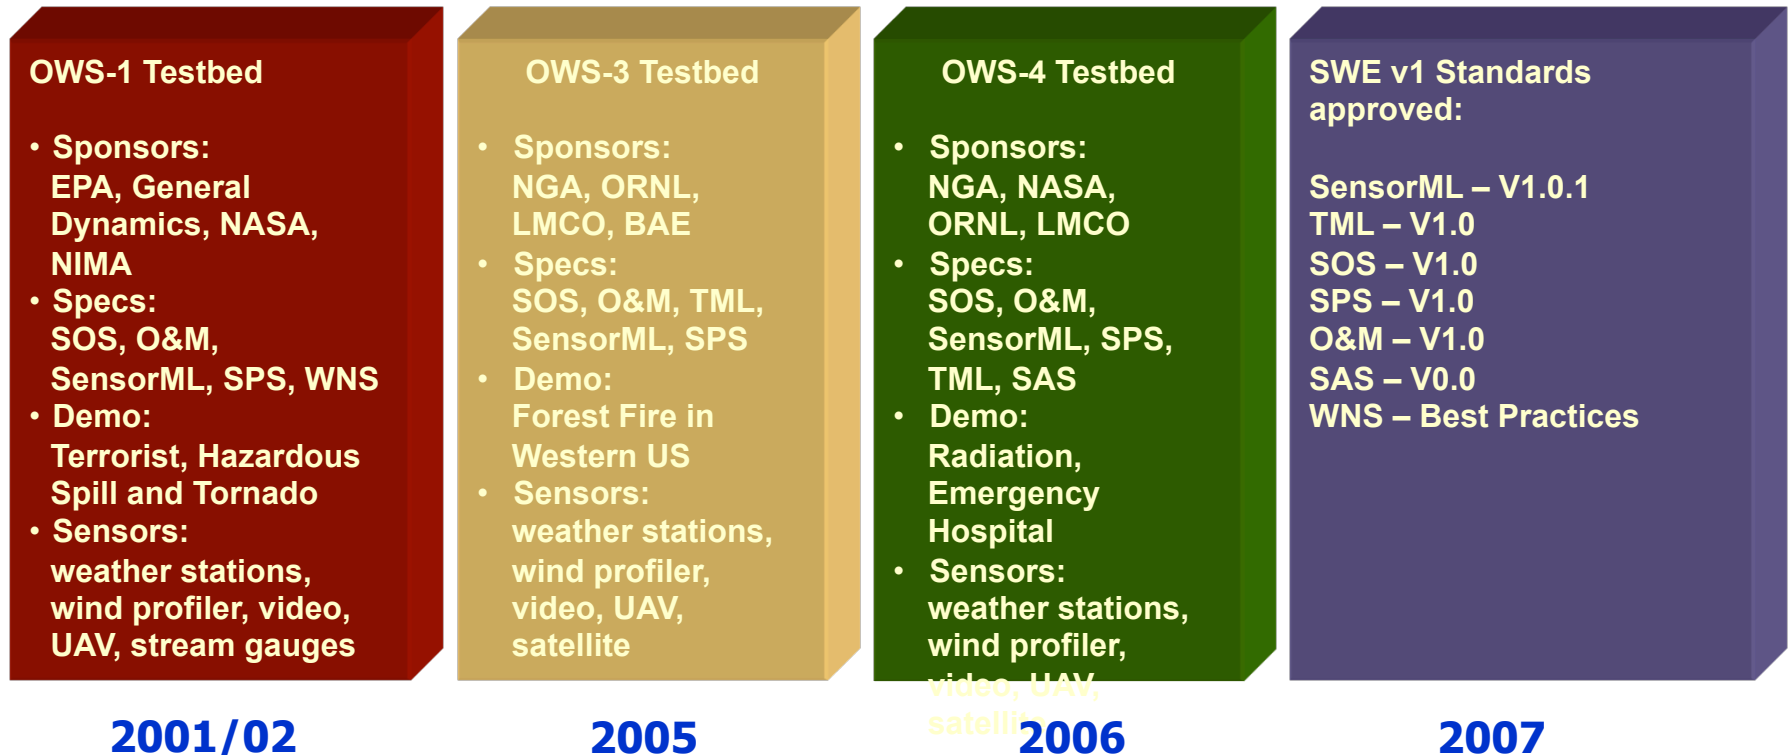 OWS-1 Testbed
• Sponsors:
EPA, General
Dynamics, NASA,
NIMA
• Specs:
SOS, O&M,
SensorML, SPS, WNS
• Demo:
Terrorist, Hazardous
Spill and Tornado
• Sensors:
weather stations,
wind profiler, video,
UAV, stream gauges
2001/02
OWS-3 Testbed
• Sponsors:
NGA, ORNL,
LMCO, BAE
• Specs:
SOS, O&M, TML,
SensorML, SPS
• Demo:
Forest Fire in
Western US
• Sensors:
weather stations,
wind profiler,
video, UAV,
satellite
2005
OWS-4 Testbed
• Sponsors:
NGA, NASA,
ORNL, LMCO
• Specs:
SOS, O&M,
SensorML, SPS,
TML, SAS
• Demo:
Radiation,
Emergency
Hospital
• Sensors:
weather stations,
wind profiler,
video, UAV,
satellite
2006
SWE v1 Standards
approved:
SensorML – V1.0.1
TML – V1.0
SOS – V1.0
SPS – V1.0
O&M – V1.0
SAS – V0.0
WNS – Best Practices
2007